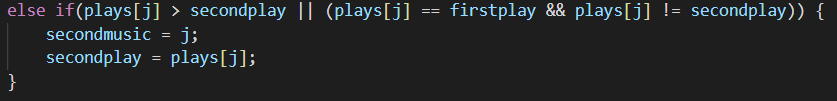 else if(plays[j] > secondplay || (plays[j] == firstplay && plays[j] != secondplay)) {
    secondmusic = j;
    secondplay = plays[j];
}